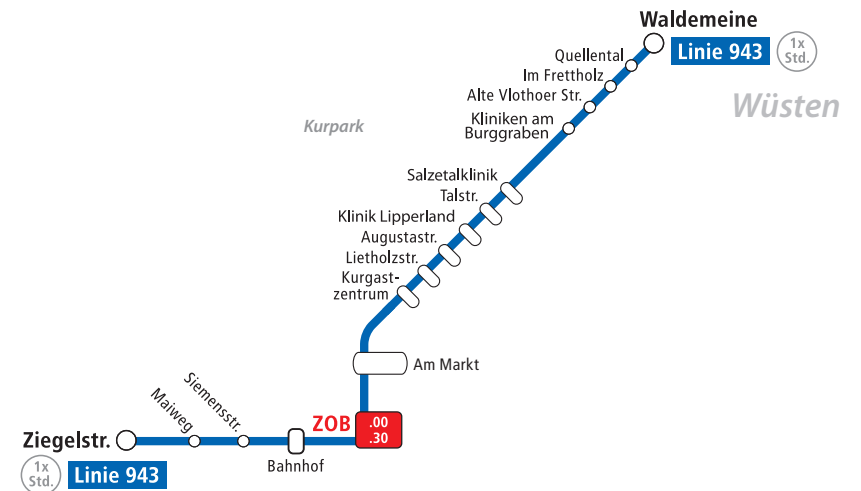 Waldemeine
Linie 943
1x
Std.
Quellental
Im Frettholz
Alte Vlothoer Str.
Kliniken am
Burggraben
Wüsten
Kurpark
Salzetalklinik
Talstr.
Klinik Lipperland
Augustastr.
Lietholzstr.
Kurgast-
zentrum
Am Markt
ZOB
.00
.30
Siemensstr.
Maiweg
Ziegelstr.
Bahnhof
1x
Std.
Linie 943